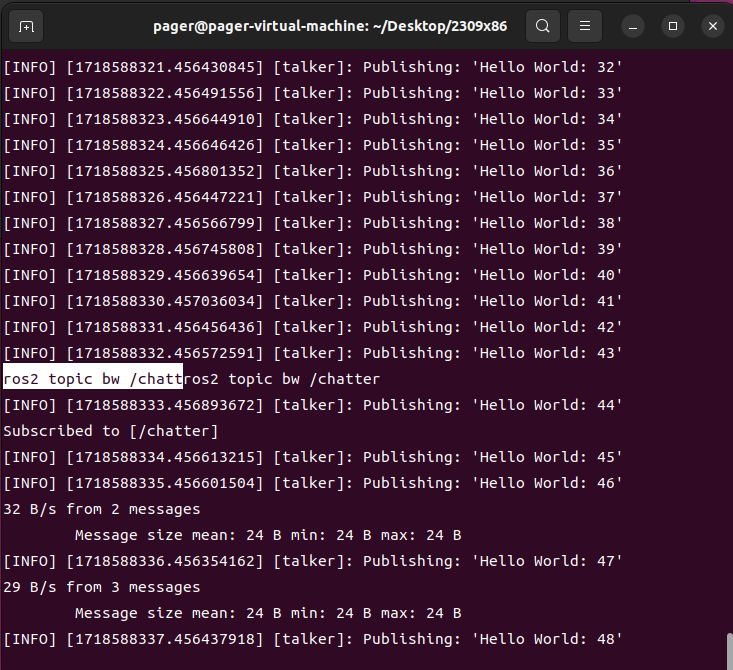 pager@pager-virtual-machine: ~/Desktop/2309x86
[INFO] [1718588321.456430845] [talker]: Publishing: 'Hello World: 32'
[INFO] [1718588322.456491556] [talker]: Publishing: 'Hello World: 33'
[INFO] [1718588323.456644910] [talker]: Publishing: 'Hello World: 34'
[INFO] [1718588324.456646426] [talker]: Publishing: 'Hello World: 35'
[INFO] [1718588325.456801352] [talker]: Publishing: 'Hello World: 36'
[INFO] [1718588326.456447221] [talker]: Publishing: 'Hello World: 37'
[INFO] [1718588327.456566799] [talker]: Publishing: 'Hello World: 38'
[INFO] [1718588328.456745808] [talker]: Publishing: 'Hello World: 39'
[INFO] [1718588329.456639654] [talker]: Publishing: 'Hello World: 40'
[INFO] [1718588330.457036034] [talker]: Publishing: 'Hello World: 41'
[INFO] [1718588331.456456436] [talker]: Publishing: 'Hello World: 42'
[INFO] [1718588332.456572591] [talker]: Publishing: 'Hello World: 43'
ros2 topic bw /chattros2 topic bw /chatter
[INFO] [1718588333.456893672] [talker]: Publishing: 'Hello World: 44'
Subscribed to [/chatter]
[INFO] [1718588334.456613215] [talker]: Publishing: 'Hello World: 45'
[INFO] [1718588335.456601504] [talker]: Publishing: 'Hello World: 46'
32 B/s from 2 messages
Message size mean: 24 B min: 24 B max: 24 B
[INFO] [1718588336.456354162] [talker]: Publishing: 'Hello World: 47'
29 B/s from 3 messages
Message size mean: 24 B min: 24 B max: 24 B
[INFO] [1718588337.456437918] [talker]: Publishing: 'Hello World: 48'